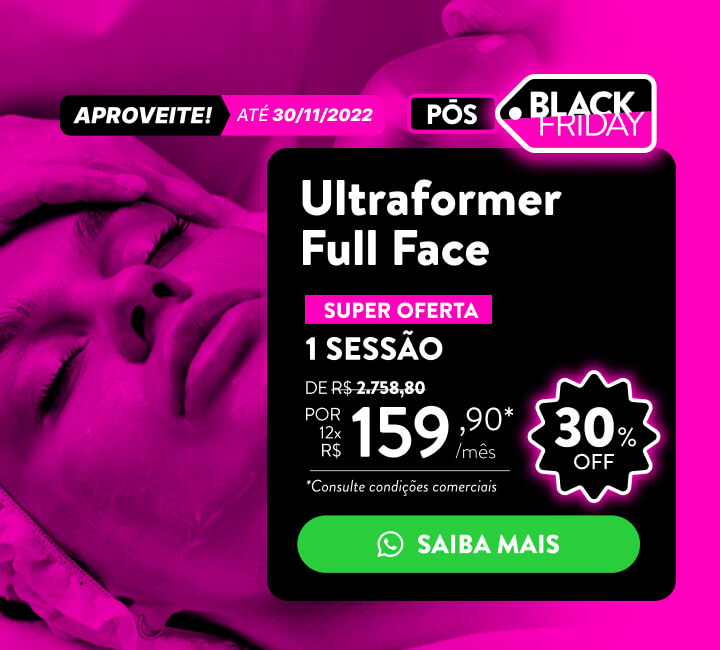 APROVEITE! ATÉ 30/11/2022
PÓS BLACK
FRIDAY
Ultraformer
Full Face
SUPER OFERTA
1 SESSÃO
DE R$ 2.758,80
POR 12x R$ 159,90* /mês
*Consulte condições comerciais
30%
OFF
SAIBA MAIS